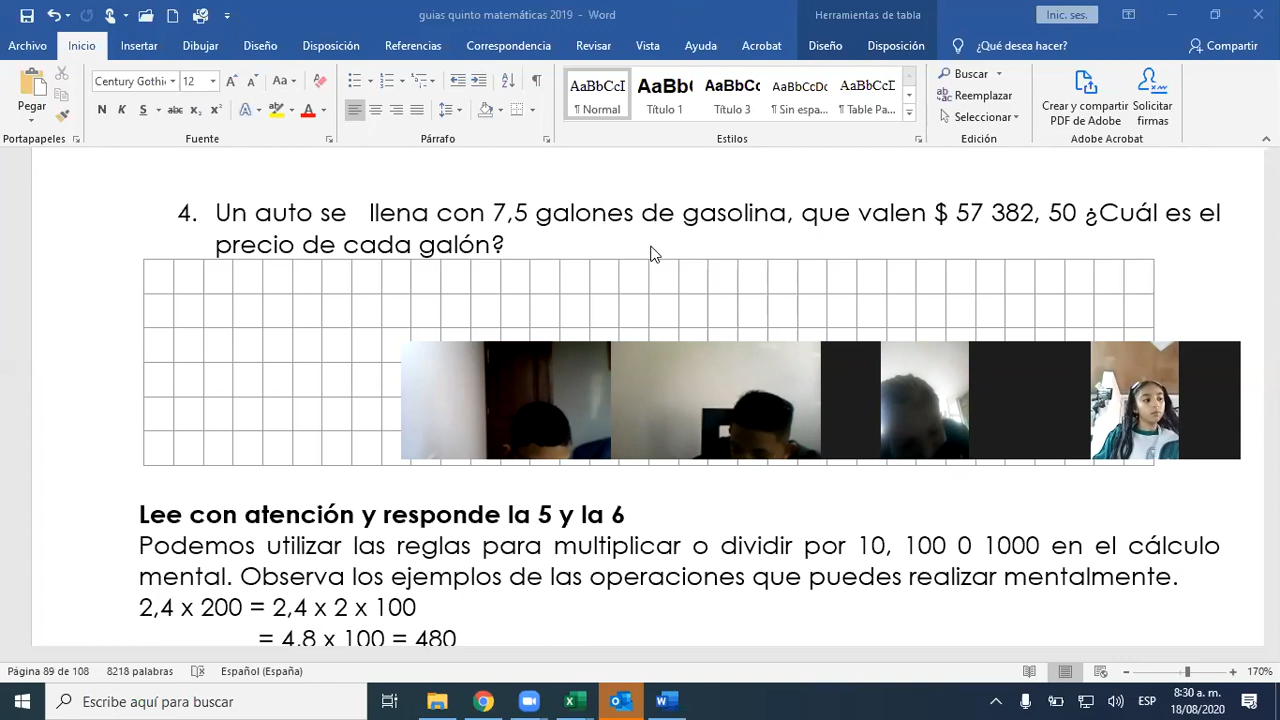 guias quinto matemáticas 2019 - Word
Herramientas de tabla
Inic. ses.
Archivo Inicio Insertar Dibujar Diseño Disposición Referencias Correspondencia Revisar Vista Ayuda Acrobat Diseño Disposición ¿Qué desea hacer? Compartir
Pegar
Century Gothic 12
N K S abc
AaBbCcI AaBb( AaBbCc AaBbCcDc AaBbCcI
¶ Normal Título 1 Título 3 ¶ Sin espa... ¶ Table Pa...
Buscar
Reemplazar
Seleccionar
Crear y compartir
PDF de Adobe
Solicitar
firmas
Portapapeles Fuente Párrafo Estilos Edición Adobe Acrobat
4. Un auto se llena con 7,5 galones de gasolina, que valen $ 57 382, 50 ¿Cuál es el
precio de cada galón?
Lee con atención y responde la 5 y la 6
Podemos utilizar las reglas para multiplicar o dividir por 10, 100 0 1000 en el cálculo
mental. Observa los ejemplos de las operaciones que puedes realizar mentalmente.
2,4 x 200 = 2,4 x 2 x 100
= 4,8 x 100 = 480
Página 89 de 108 8218 palabras Español (España) 170%
Escribe aquí para buscar
ESP
8:30 a. m.
18/08/2020